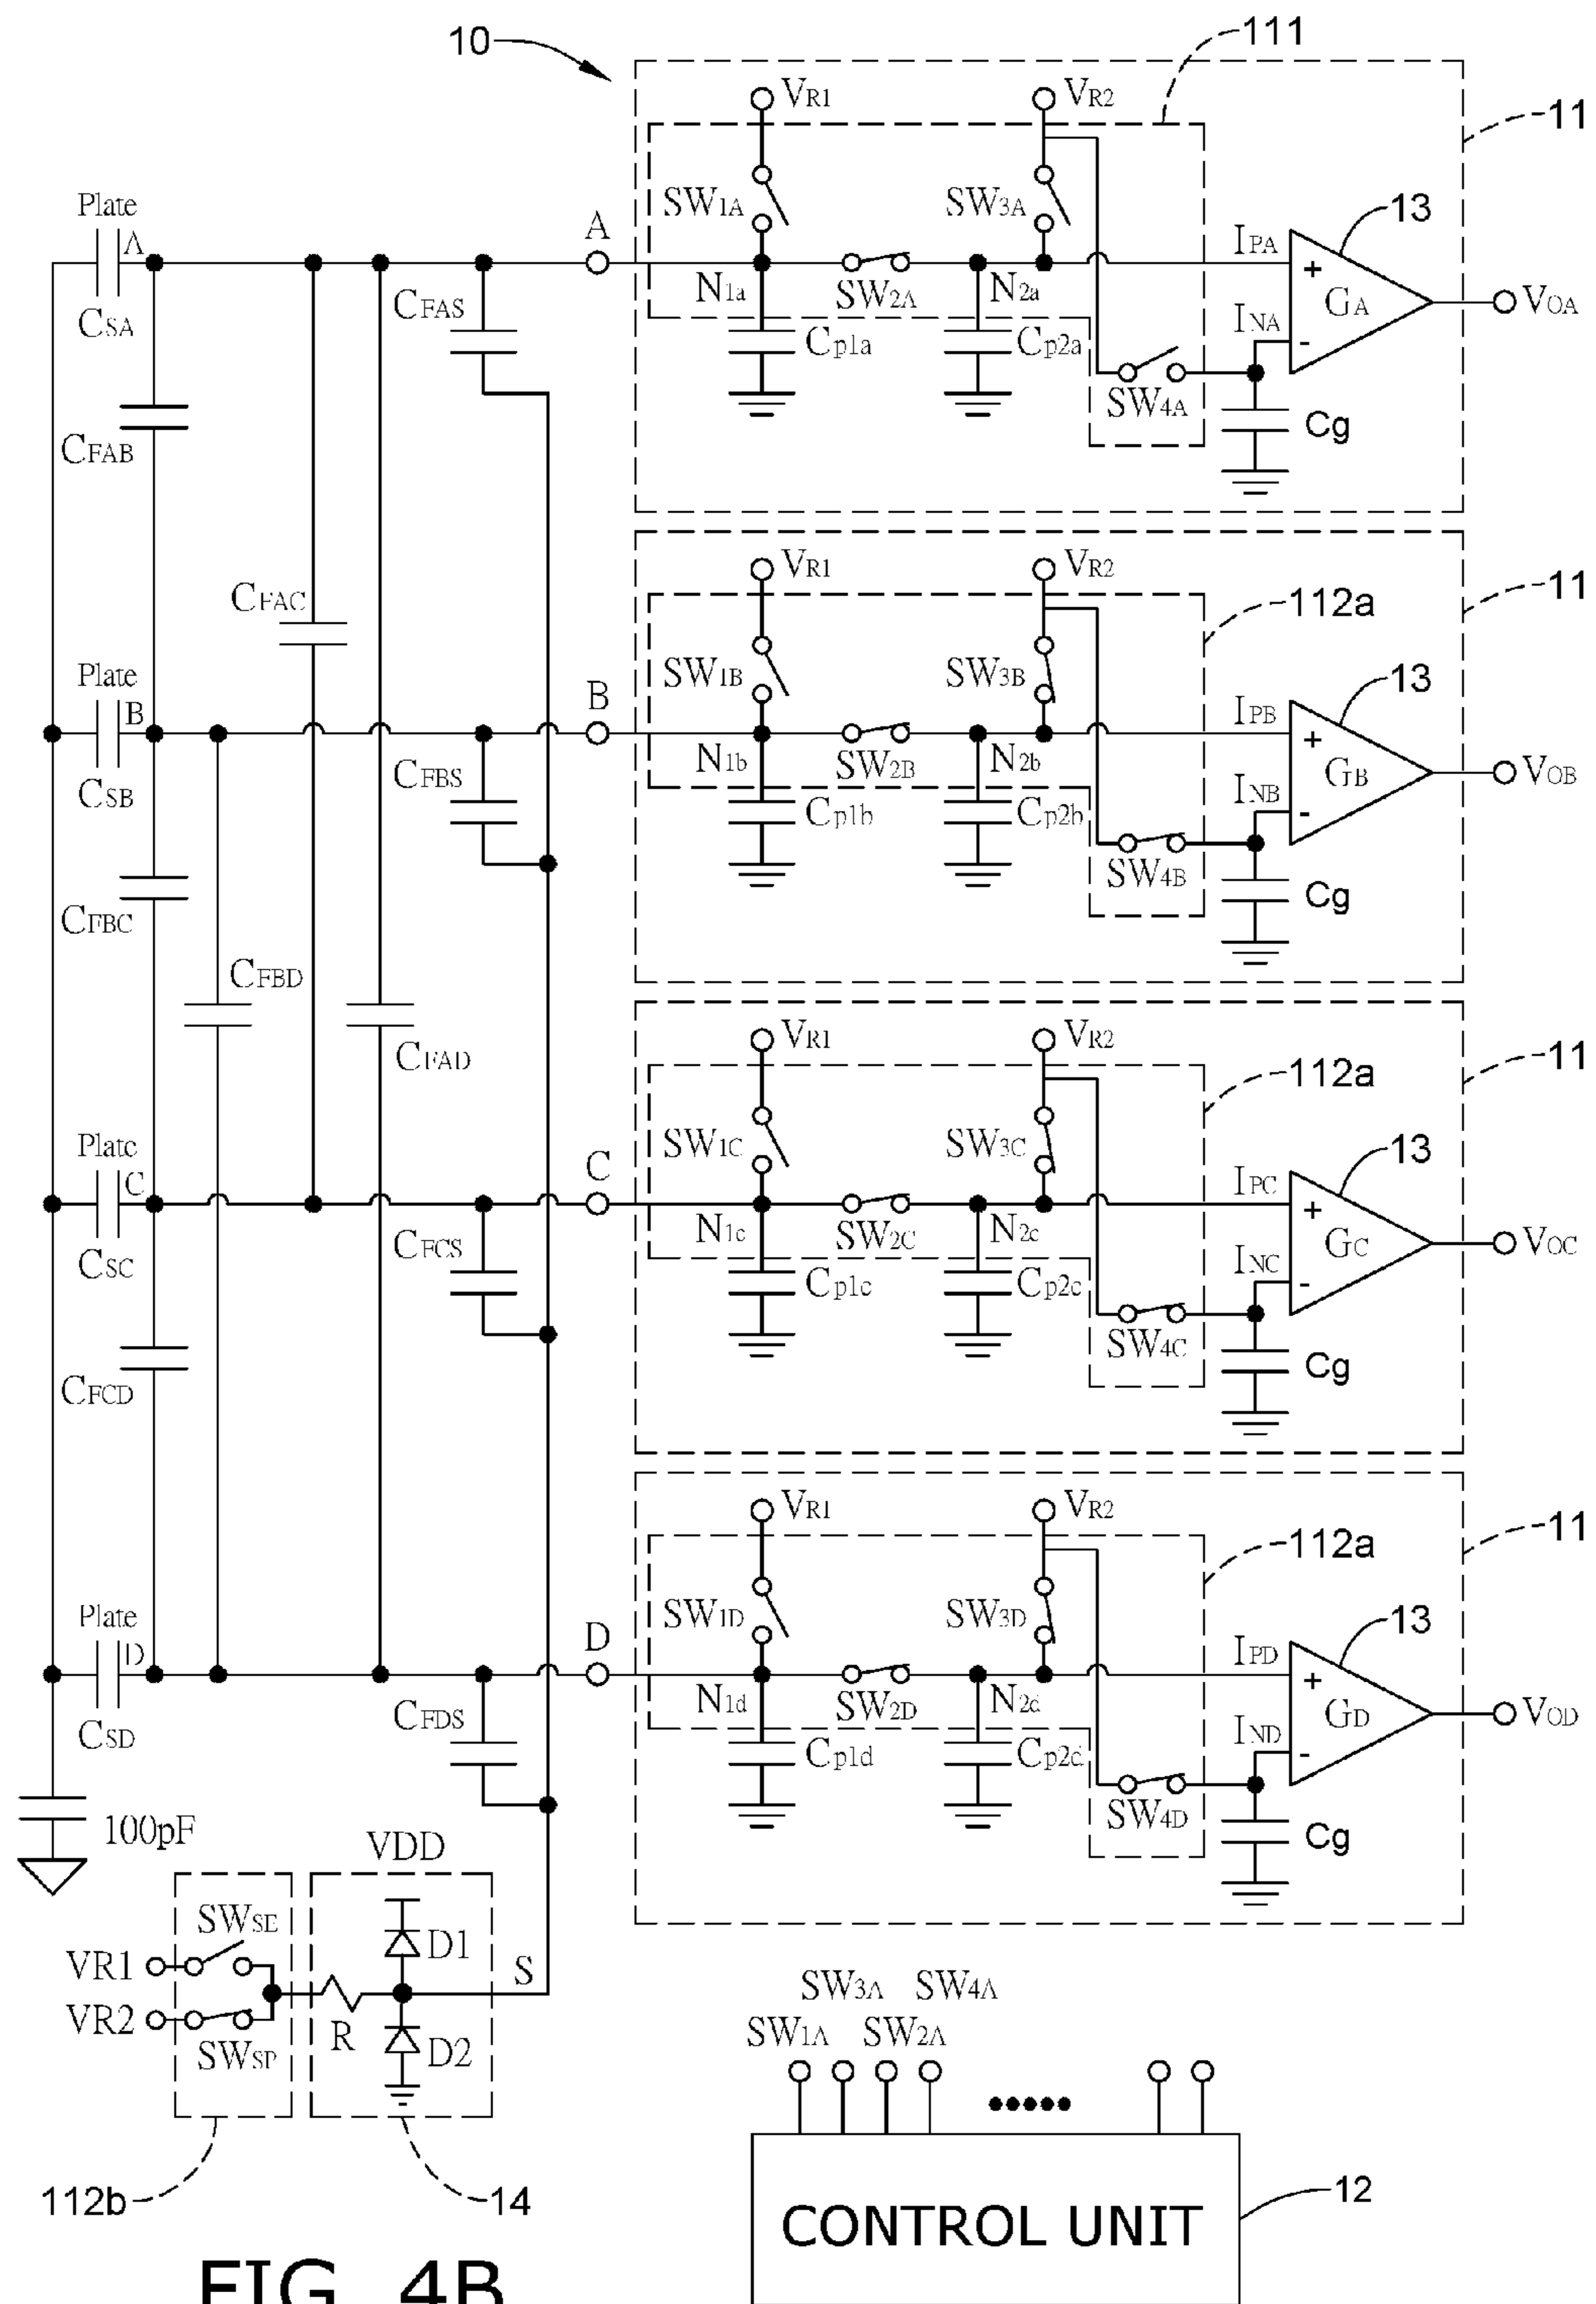 10
111
11
VR1
VR2
Plate
A
CSA
CFAS
A
SW1A
SW3A
N1a
SW2A
N2a
IPA
INA
+
-
GA
13
VOA
CFAB
Cp1a
Cp2a
SW4A
Cg
VR1
VR2
112a
11
CFAC
Plate
B
CSB
CFBS
B
SW1B
SW3B
N1b
SW2B
N2b
IPB
INB
+
-
GB
13
VOB
CFBC
Cp1b
Cp2b
SW4B
Cg
CFBD
CFAD
VR1
VR2
112a
11
Plate
C
CSC
CFCS
C
SW1C
SW3C
N1c
SW2C
N2c
IPC
INC
+
-
GC
13
VOC
CFCD
Cp1c
Cp2c
SW4C
Cg
VR1
VR2
112a
11
Plate
D
CSD
CFDS
D
SW1D
SW3D
N1d
SW2D
N2d
IPD
IND
+
-
GD
13
VOD
Cp1d
Cp2d
SW4D
Cg
100pF
VDD
SWSE
VR1
VR2
SWSP
R
D1
D2
S
112b
14
SW3A SW4A
SW1A SW2A
CONTROL UNIT
12
FIG. 4B